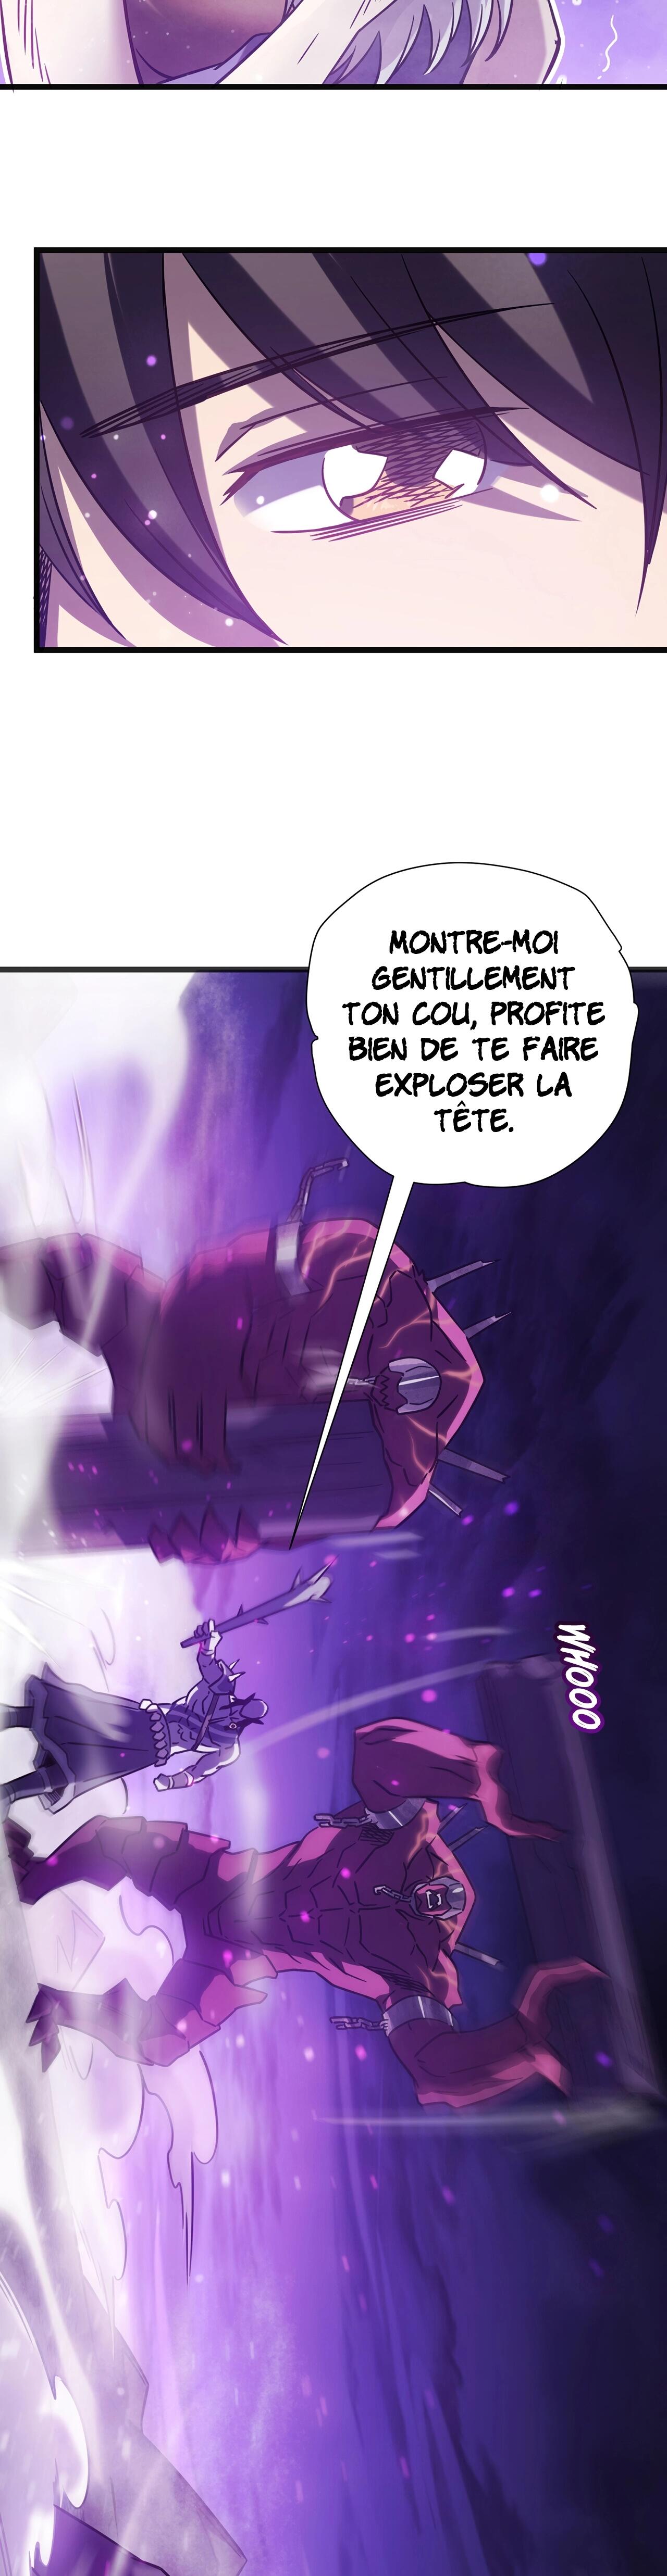 MONTRE-MOI
GENTILLEMENT
TON COU, PROFITE
BIEN DE TE FAIRE
EXPLOSER LA
TÊTE.
WHOOO